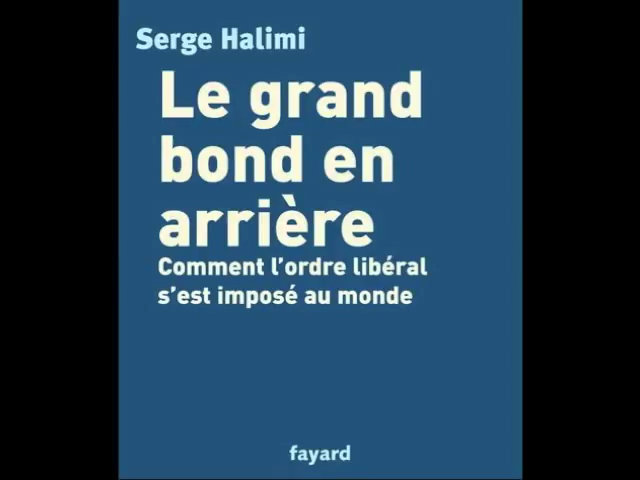 Serge Halimi
Le grand
bond en
arrière
Comment l'ordre libéral
s'est imposé au monde
fayard